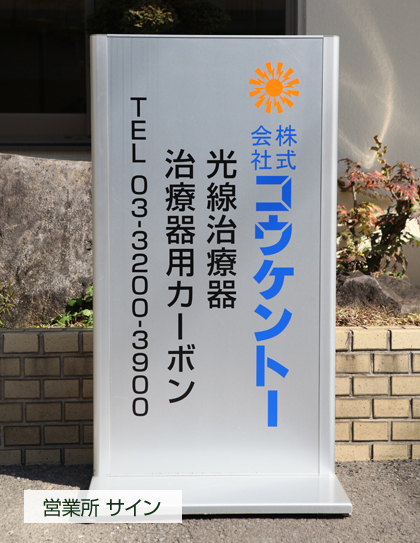 株式会社コウケントー
光線治療器
治療器用カーボン
TEL 03-3200-3900
営業所 サイン